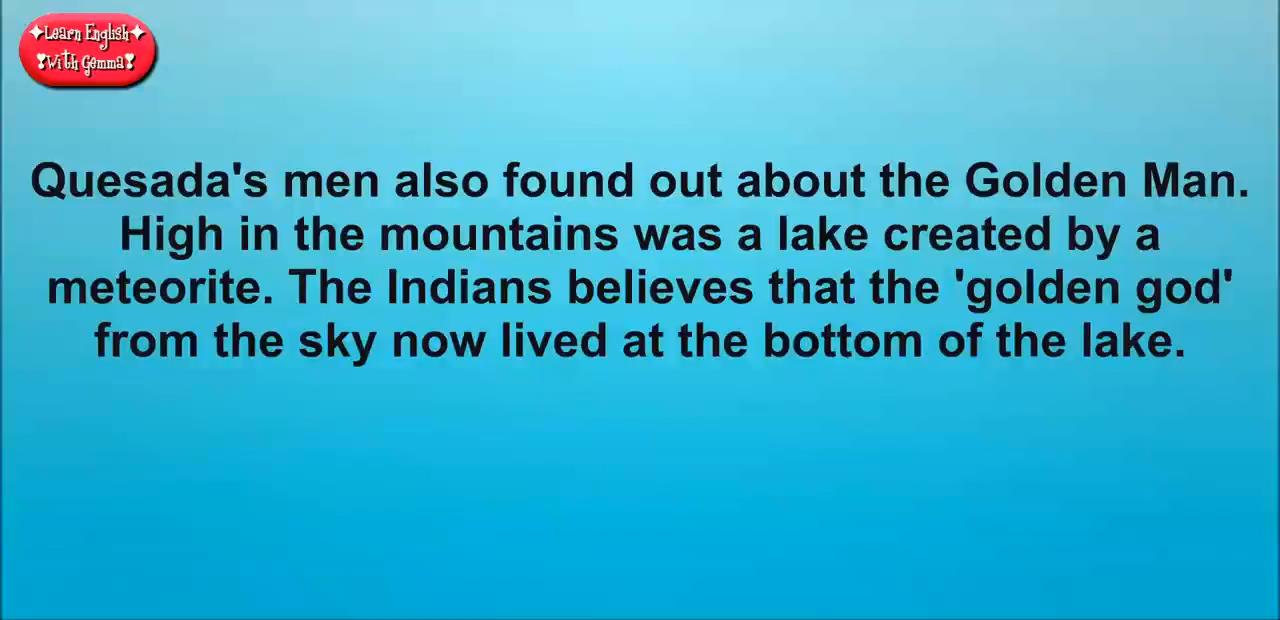 ✦Learn English✦
❣With Gemma❣
Quesada's men also found out about the Golden Man.
High in the mountains was a lake created by a
meteorite. The Indians believes that the 'golden god'
from the sky now lived at the bottom of the lake.